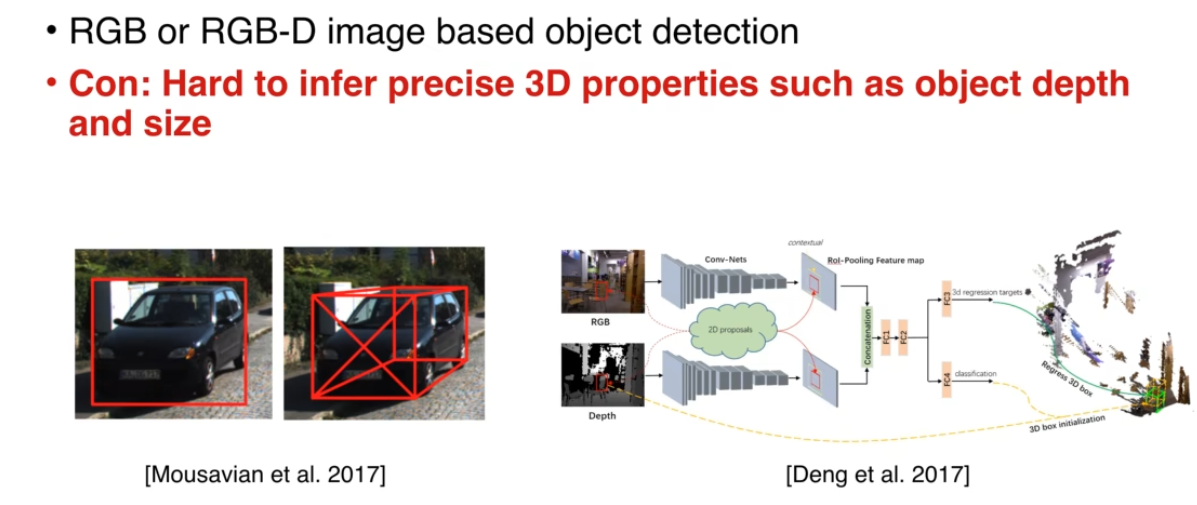 • RGB or RGB-D image based object detection
• Con: Hard to infer precise 3D properties such as object depth
and size
contextual
Conv-Nets
RoI-Pooling Feature map
RGB
2D proposals
Concatenation
FC1
FC2
FC3
3d regression targets
FC4
classification
Depth
Regress 3D box
3D box initialization
[Mousavian et al. 2017]
[Deng et al. 2017]